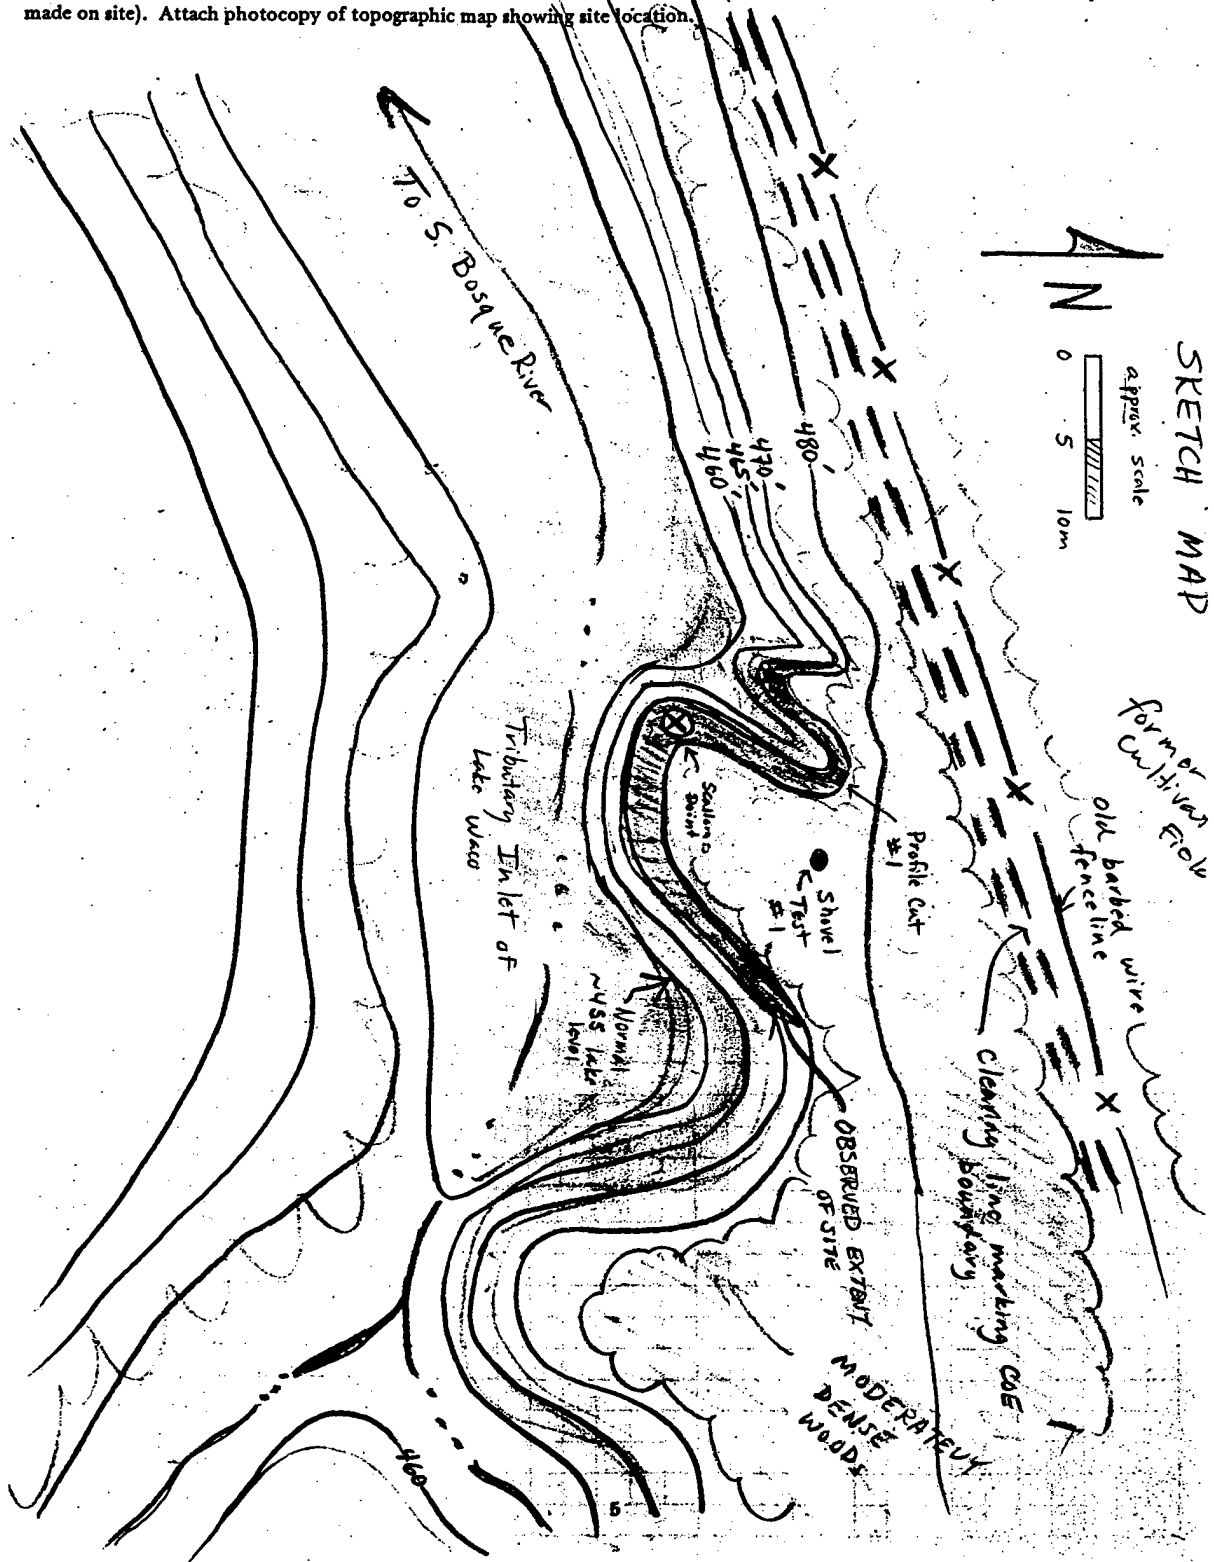 made on site). Attach photocopy of topographic map showing site location.
SKETCH MAP
approx. scale
0 5 10m
N
former
Cultivat
Field
old barbed wire
fenceline
To S. Bosque River
480'
470'
465'
460'
Profile Cut
#1
Shovel
Test
#1
Tributary Inlet of
Lake Waco
Normal
~455 lake
level
Clearing line marking COE
boundary
OBSERVED EXTENT
OF SITE
MODERATELY
DENSE
WOODS
460
5